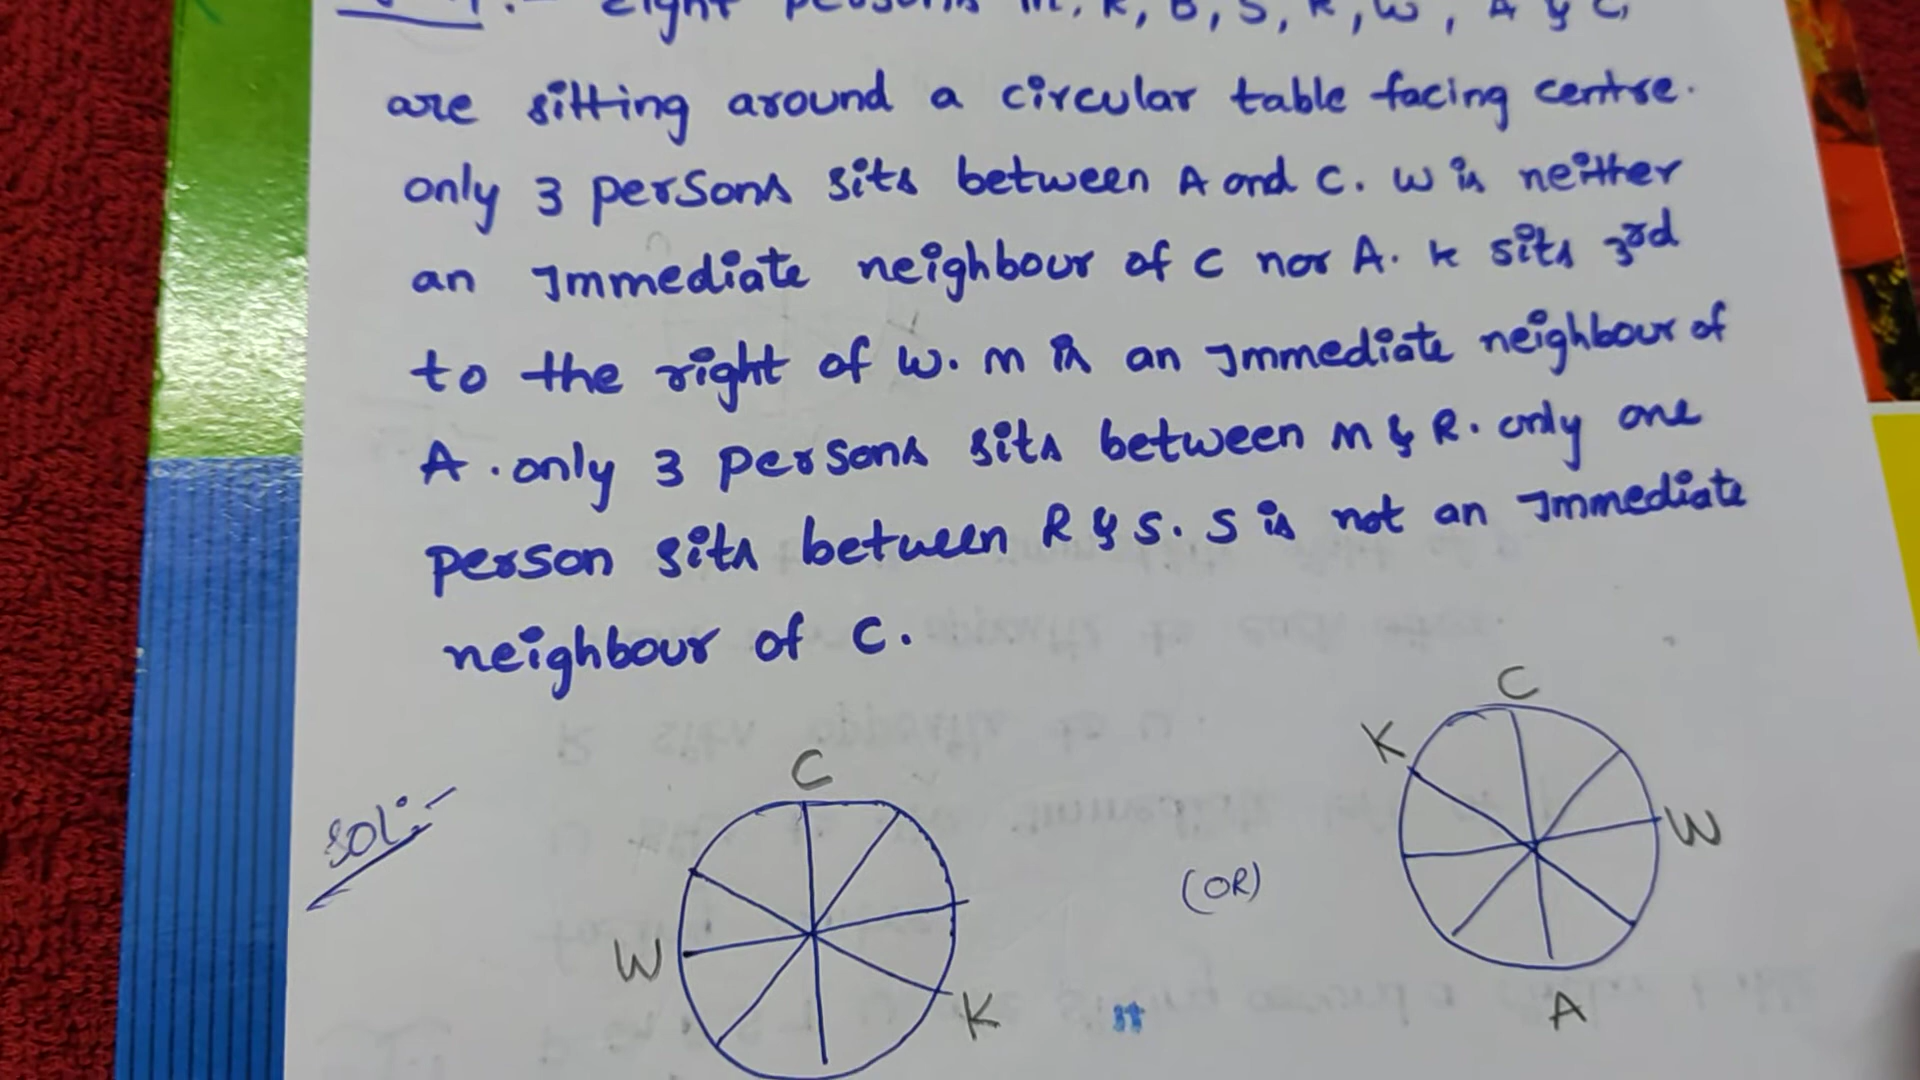 Eight persons M, K, B, S, R, W, A & C,
are sitting around a circular table facing centre.
only 3 persons sits between A and C. W is neither
an Immediate neighbour of C nor A. K sits 3rd
to the right of W. M is an Immediate neighbour of
A. only 3 persons sits between M & R. only one
person sits between R & S. S is not an Immediate
neighbour of C.
SOL:-
C
W
K
(OR)
C
K
W
A